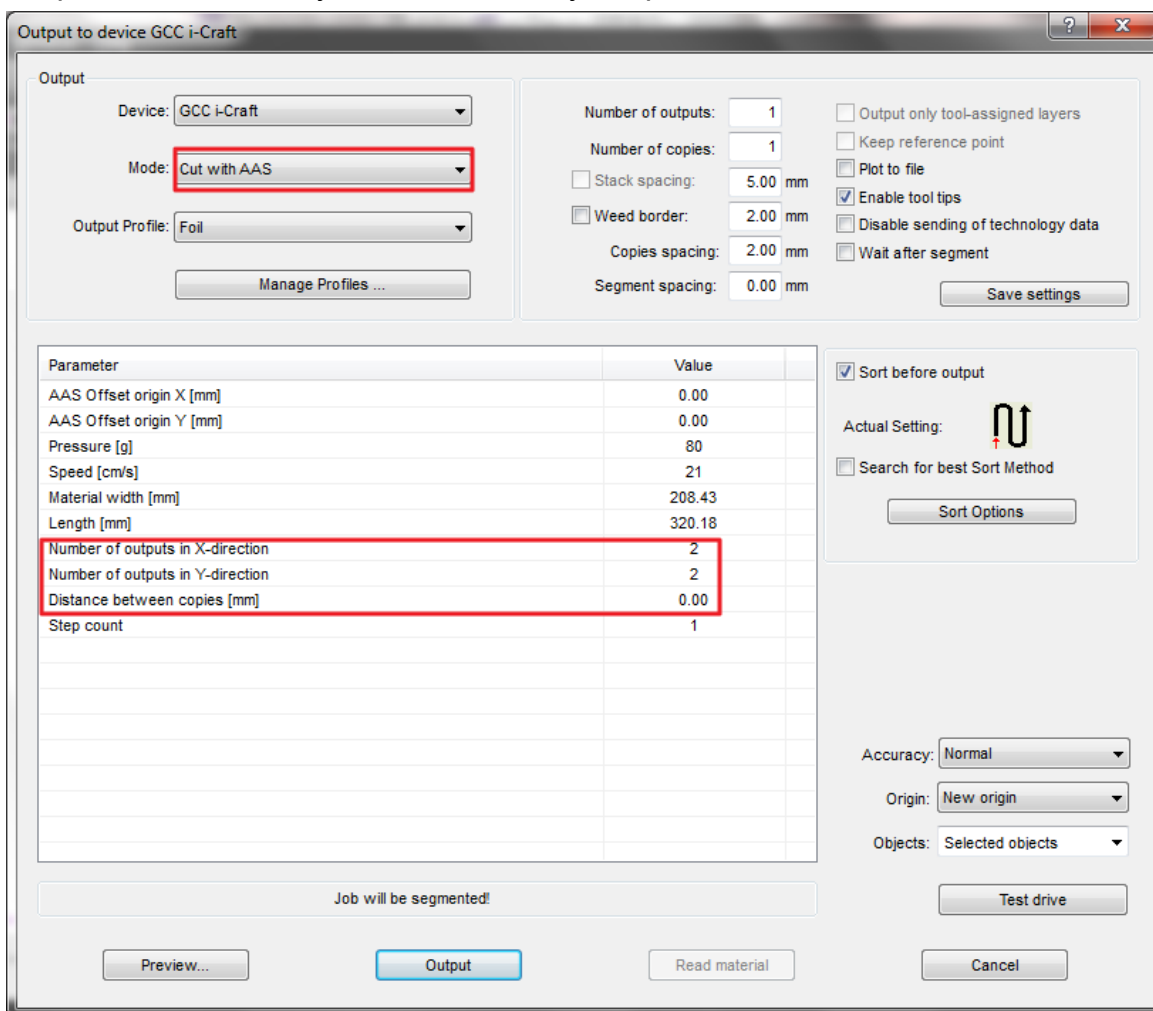 Output to device GCC i-Craft
Output
Device: GCC i-Craft
Mode: Cut with AAS
Output Profile: Foil
Manage Profiles ...
Number of outputs: 1
Number of copies: 1
Stack spacing: 5.00 mm
Weed border: 2.00 mm
Copies spacing: 2.00 mm
Segment spacing: 0.00 mm
Output only tool-assigned layers
Keep reference point
Plot to file
Enable tool tips
Disable sending of technology data
Wait after segment
Save settings
Parameter Value
AAS Offset origin X [mm] 0.00
AAS Offset origin Y [mm] 0.00
Pressure [g] 80
Speed [cm/s] 21
Material width [mm] 208.43
Length [mm] 320.18
Number of outputs in X-direction 2
Number of outputs in Y-direction 2
Distance between copies [mm] 0.00
Step count 1
Sort before output
Actual Setting:
Search for best Sort Method
Sort Options
Accuracy: Normal
Origin: New origin
Objects: Selected objects
Job will be segmented!
Test drive
Preview... Output Read material Cancel